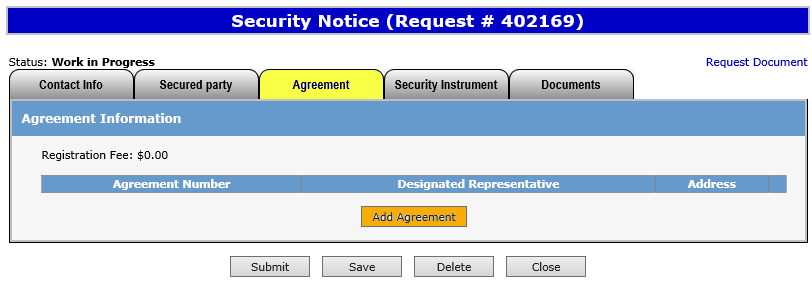 Security Notice (Request # 402169)
Status: Work in Progress
Request Document
Contact Info
Secured party
Agreement
Security Instrument
Documents
Agreement Information
Registration Fee: $0.00
Agreement Number
Designated Representative
Address
Add Agreement
Submit
Save
Delete
Close